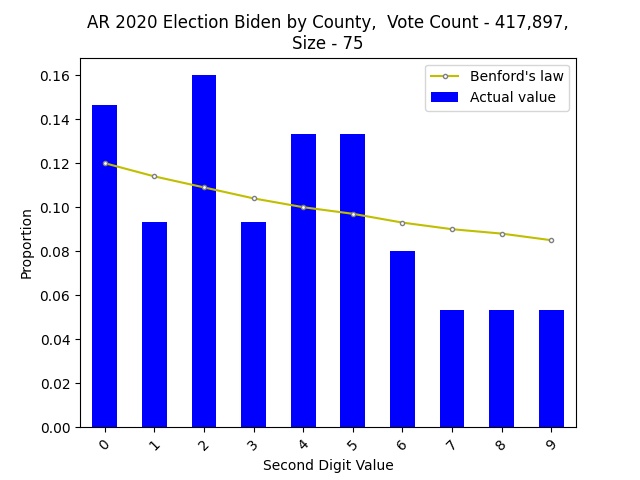 AR 2020 Election Biden by County,  Vote Count - 417,897,
Size - 75
Benford's law
Actual value
0.16
0.14
0.12
0.10
0.08
0.06
0.04
0.02
0.00
Proportion
0 1 2 3 4 5 6 7 8 9
Second Digit Value